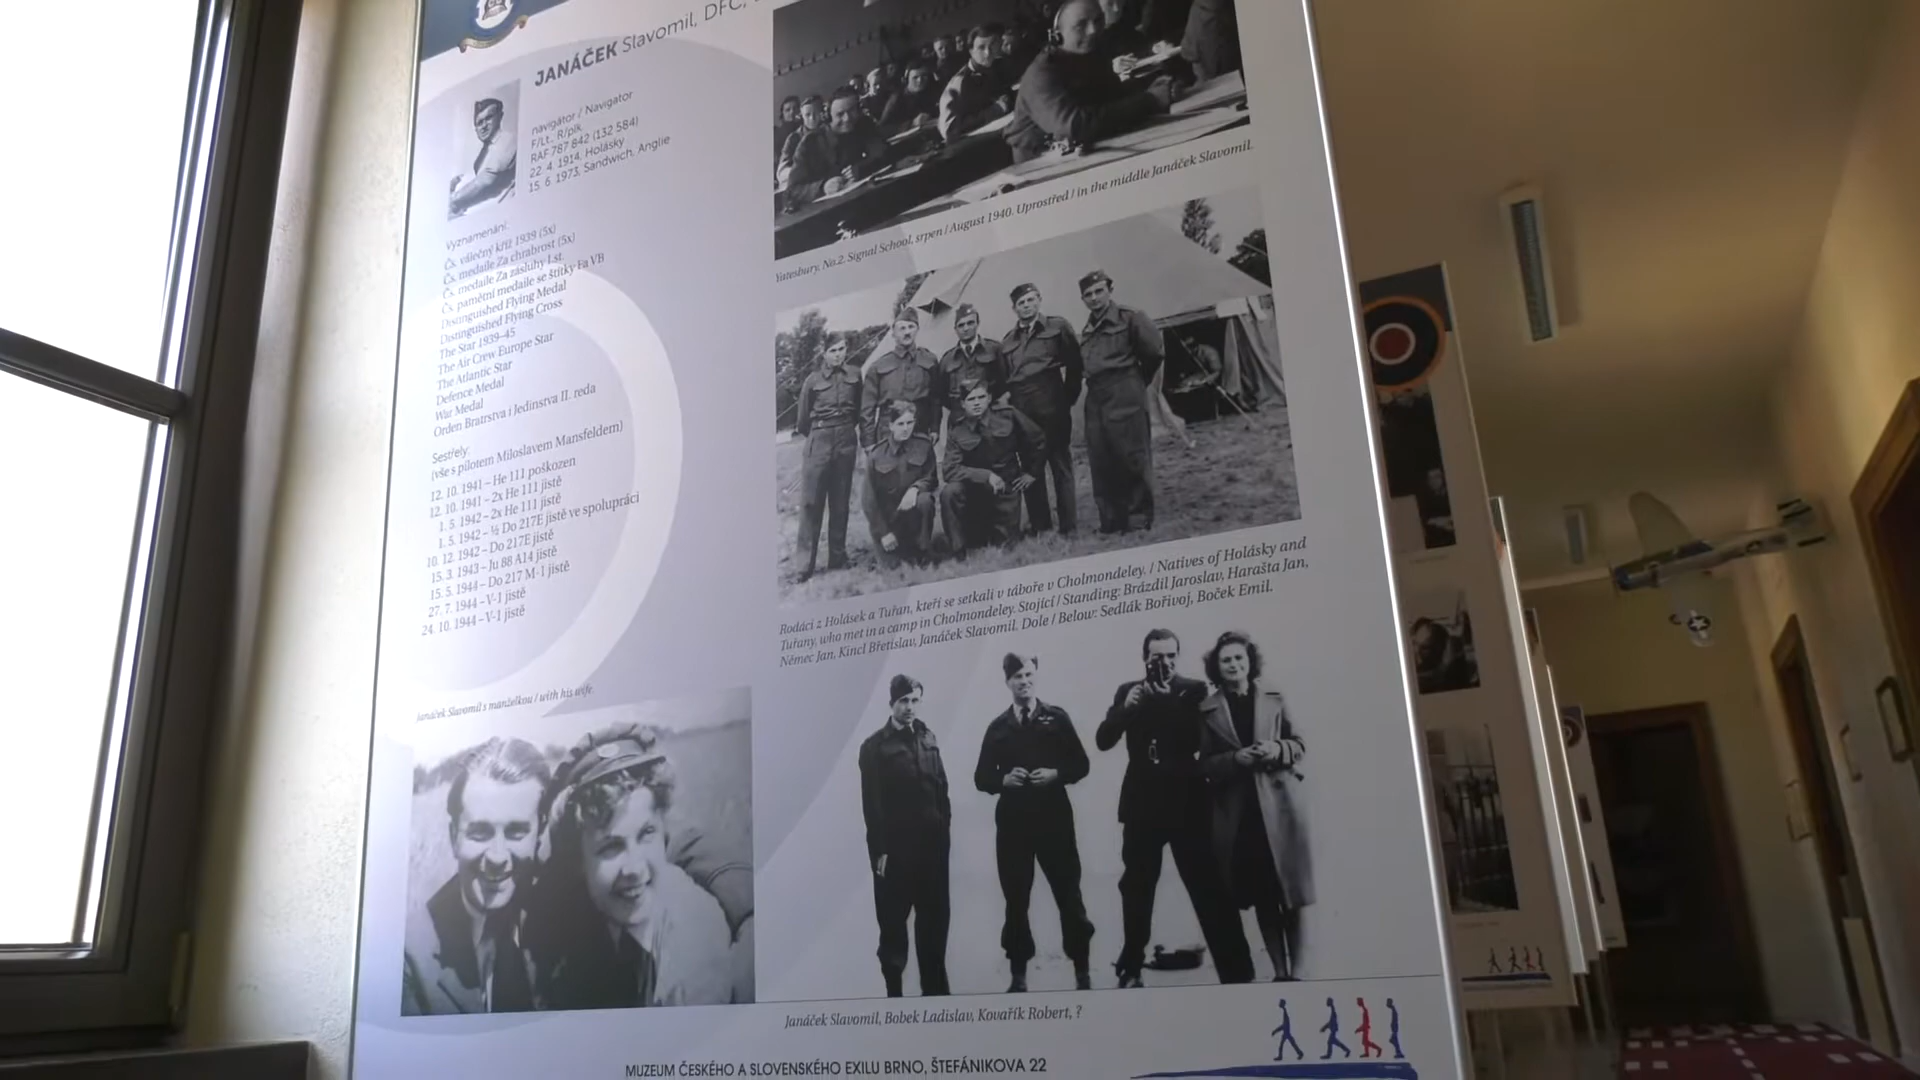 JANÁČEK Slavomil, DFC,
navigátor / Navigator
F/Lt., R/plk.
RAF 787 842 (132 584)
22. 4. 1914, Holásky
15. 6. 1973, Sandwich, Anglie
Vyznamenání:
Čs. válečný kříž 1939 (5x)
Čs. medaile Za chrabrost (5x)
Čs. medaile Za zásluhy I.st.
Čs. pamětní medaile se štítky Fa VB
Distinguished Flying Medal
Distinguished Flying Cross
The Star 1939–45
The Air Crew Europe Star
The Atlantic Star
Defence Medal
War Medal
Orden Bratrstva i Jedinstva II. reda
Sestřely:
(vše s pilotem Miloslavem Mansfeldem)
12. 10. 1941 – He 111 poškozen
12. 10. 1941 – 2x He 111 jistě
1. 5. 1942 – 2x He 111 jistě
1. 5. 1942 – ½ Do 217E jistě ve spolupráci
10. 12. 1942 – Do 217E jistě
15. 3. 1943 – Ju 88 A14 jistě
15. 5. 1944 – Do 217 M-1 jistě
27. 7. 1944 – V-1 jistě
24. 10. 1944 – V-1 jistě
Janáček Slavomil s manželkou / with his wife.
Yatesbury, No.2. Signal School, srpen / August 1940. Uprostřed / in the middle Janáček Slavomil.
Rodáci z Holásek a Tuřan, kteří se setkali v táboře v Cholmondeley. / Natives of Holásky and
Tuřany, who met in a camp in Cholmondeley. Stojící / Standing: Brázdil Jaroslav, Harašta Jan,
Němec Jan, Kincl Břetislav, Janáček Slavomil. Dole / Below: Sedlák Bořivoj, Boček Emil.
Janáček Slavomil, Bobek Ladislav, Kovařík Robert, ?
MUZEUM ČESKÉHO A SLOVENSKÉHO EXILU BRNO, ŠTEFÁNIKOVA 22